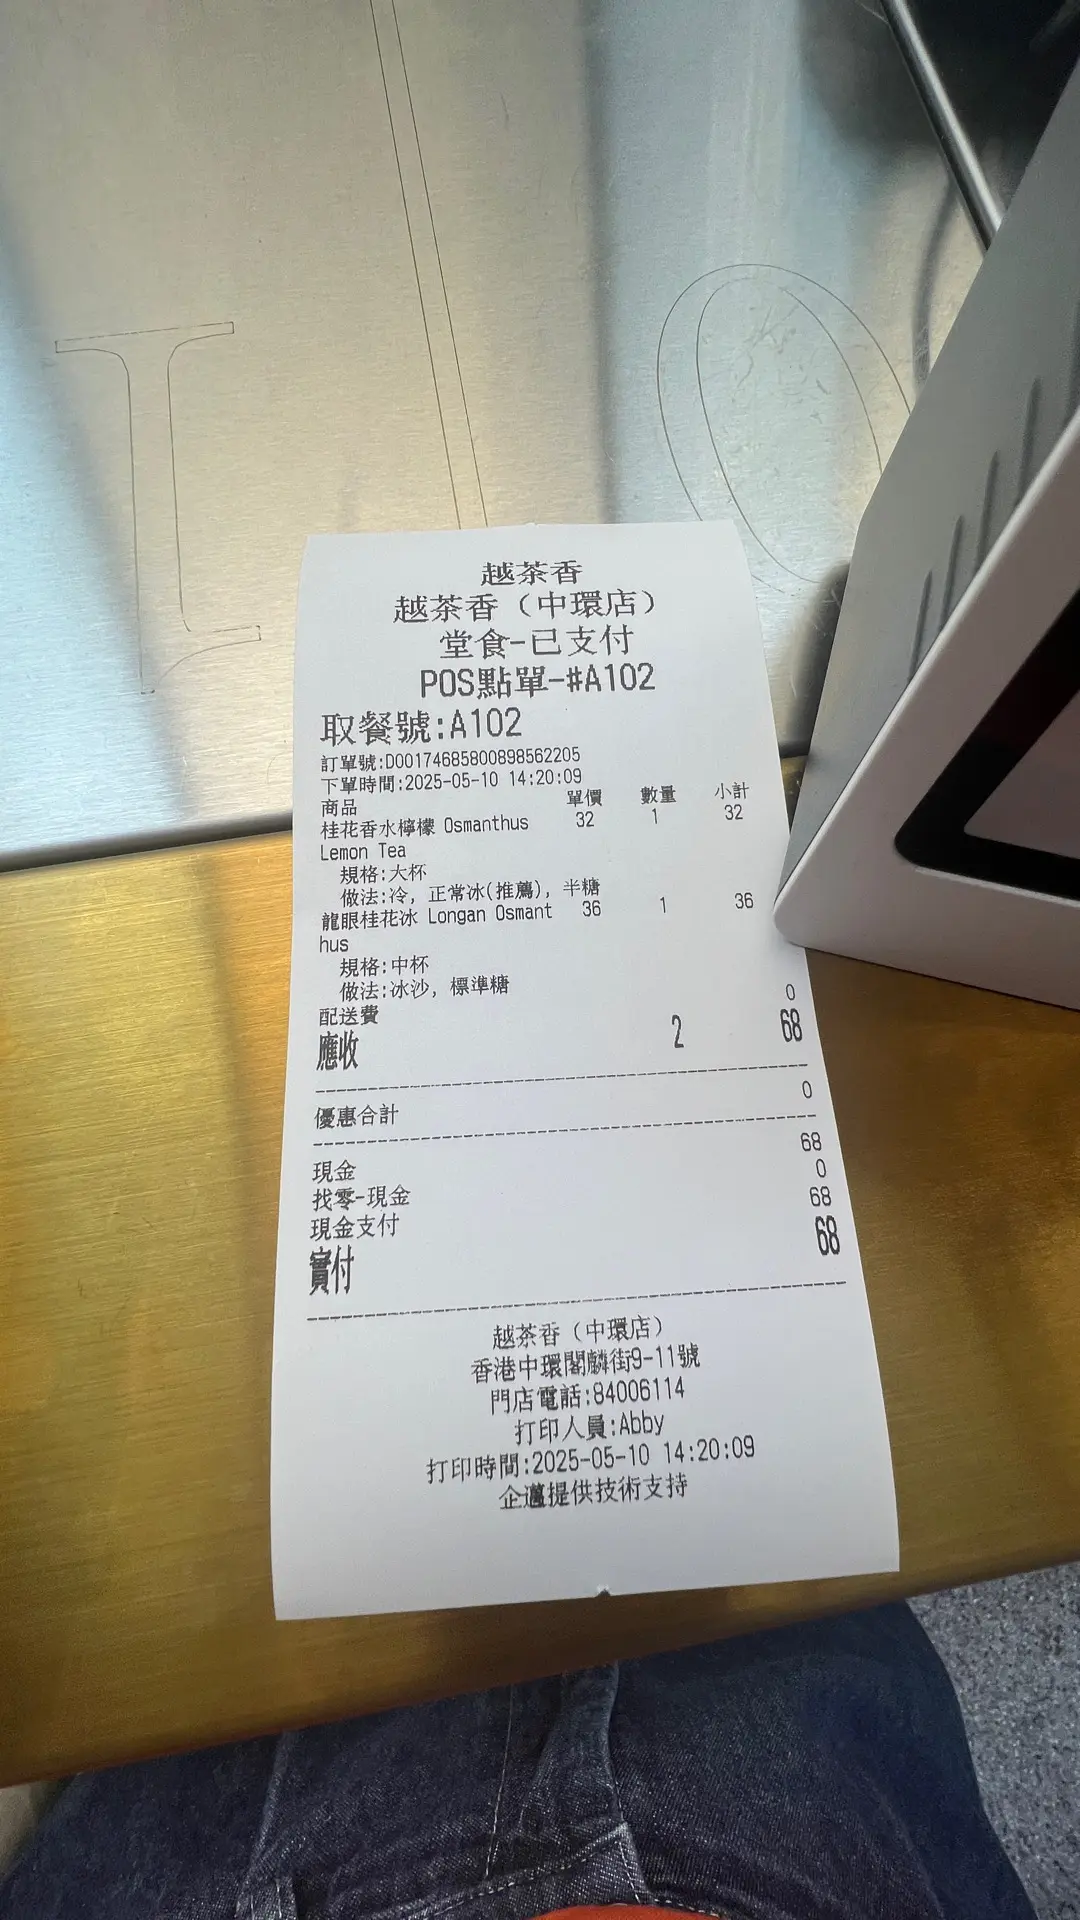 越茶香
越茶香（中環店）
堂食-已支付
POS點單-#A102
取餐號:A102
訂單號:D00174685800898562205
下單時間:2025-05-10 14:20:09
商品 單價 數量 小計
桂花香水檸檬 Osmanthus 32 1 32
Lemon Tea
規格:大杯
做法:冷, 正常冰(推薦), 半糖
龍眼桂花冰 Longan Osmant 36 1 36
hus
規格:中杯
做法:冰沙, 標準糖
配送費 0
應收 2 68
優惠合計 0
現金 68
找零-現金 0
現金支付 68
實付 68
越茶香（中環店）
香港中環閣麟街9-11號
門店電話:84006114
打印人員:Abby
打印時間:2025-05-10 14:20:09
企邁提供技術支持